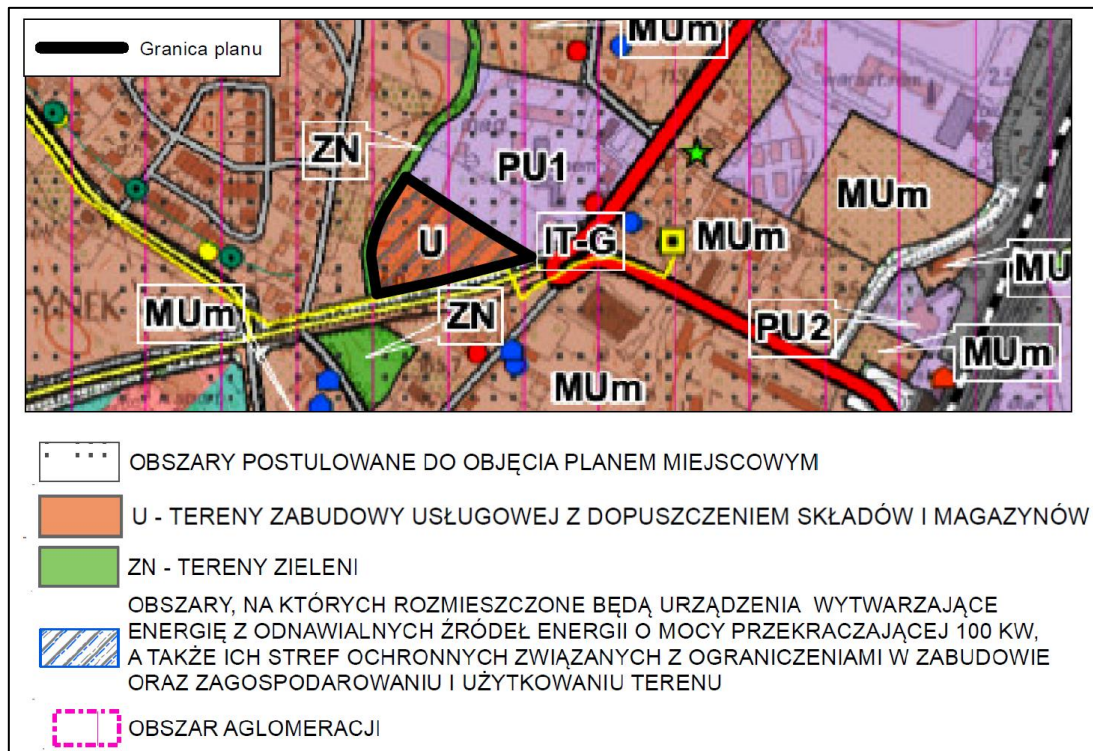 Granica planu
MUm
ZN
PU1
MUm
U
IT-G
MUm
MU
MUm
ZN
PU2
MUm
MUm
OBSZARY POSTULOWANE DO OBJĘCIA PLANEM MIEJSCOWYM
U - TERENY ZABUDOWY USŁUGOWEJ Z DOPUSZCZENIEM SKŁADÓW I MAGAZYNÓW
ZN - TERENY ZIELENI
OBSZARY, NA KTÓRYCH ROZMIESZCZONE BĘDĄ URZĄDZENIA WYTWARZAJĄCE
ENERGIĘ Z ODNAWIALNYCH ŹRÓDEŁ ENERGII O MOCY PRZEKRACZAJĄCEJ 100 KW,
A TAKŻE ICH STREF OCHRONNYCH ZWIĄZANYCH Z OGRANICZENIAMI W ZABUDOWIE
ORAZ ZAGOSPODAROWANIU I UŻYTKOWANIU TERENU
OBSZAR AGLOMERACJI